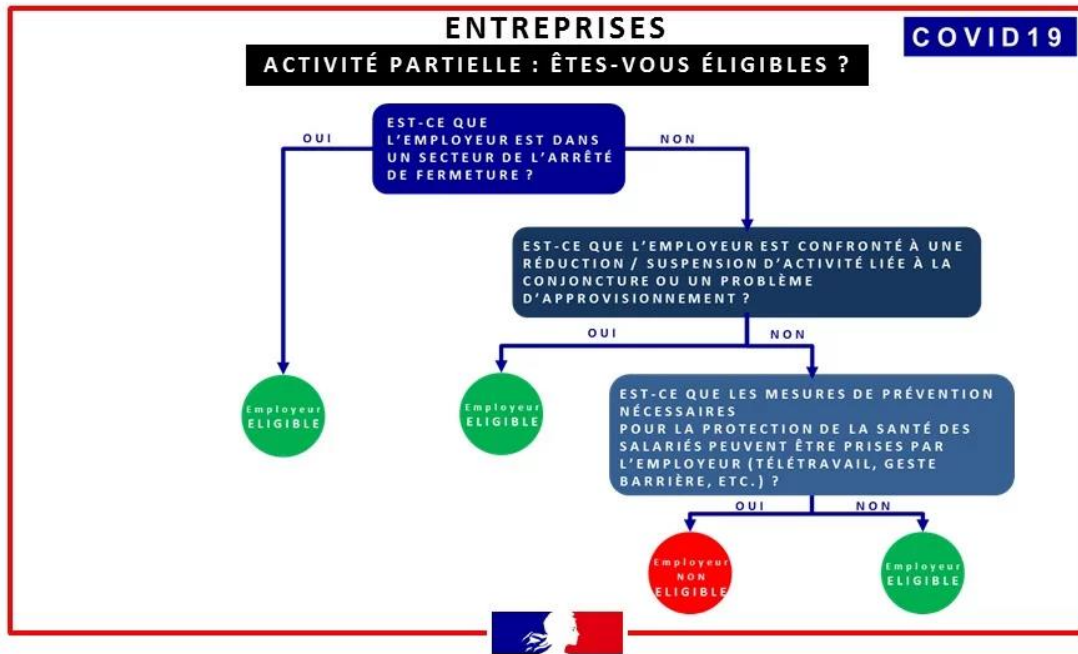 ENTREPRISES
COVID19
ACTIVITÉ PARTIELLE : ÊTES-VOUS ÉLIGIBLES ?
EST-CE QUE
L'EMPLOYEUR EST DANS
UN SECTEUR DE L'ARRÊTÉ
DE FERMETURE ?
OUI
NON
EST-CE QUE L'EMPLOYEUR EST CONFRONTÉ À UNE
RÉDUCTION / SUSPENSION D'ACTIVITÉ LIÉE À LA
CONJONCTURE OU UN PROBLÈME
D'APPROVISIONNEMENT ?
OUI
NON
Employeur
ELIGIBLE
Employeur
ELIGIBLE
EST-CE QUE LES MESURES DE PRÉVENTION
NÉCESSAIRES
POUR LA PROTECTION DE LA SANTÉ DES
SALARIÉS PEUVENT ÊTRE PRISES PAR
L'EMPLOYEUR (TÉLÉTRAVAIL, GESTE
BARRIÈRE, ETC.) ?
OUI
NON
Employeur
NON
ELIGIBLE
Employeur
ELIGIBLE